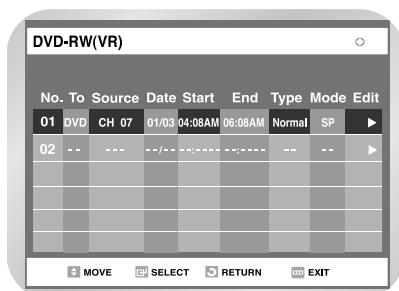 DVD-RW(VR)
No. To Source Date Start End Type Mode Edit
01 DVD CH 07 01/03 04:08AM 06:08AM Normal SP ▶
02 -- --- --/-- --:---- --:---- -- -- ▶
MOVE SELECT RETURN EXIT